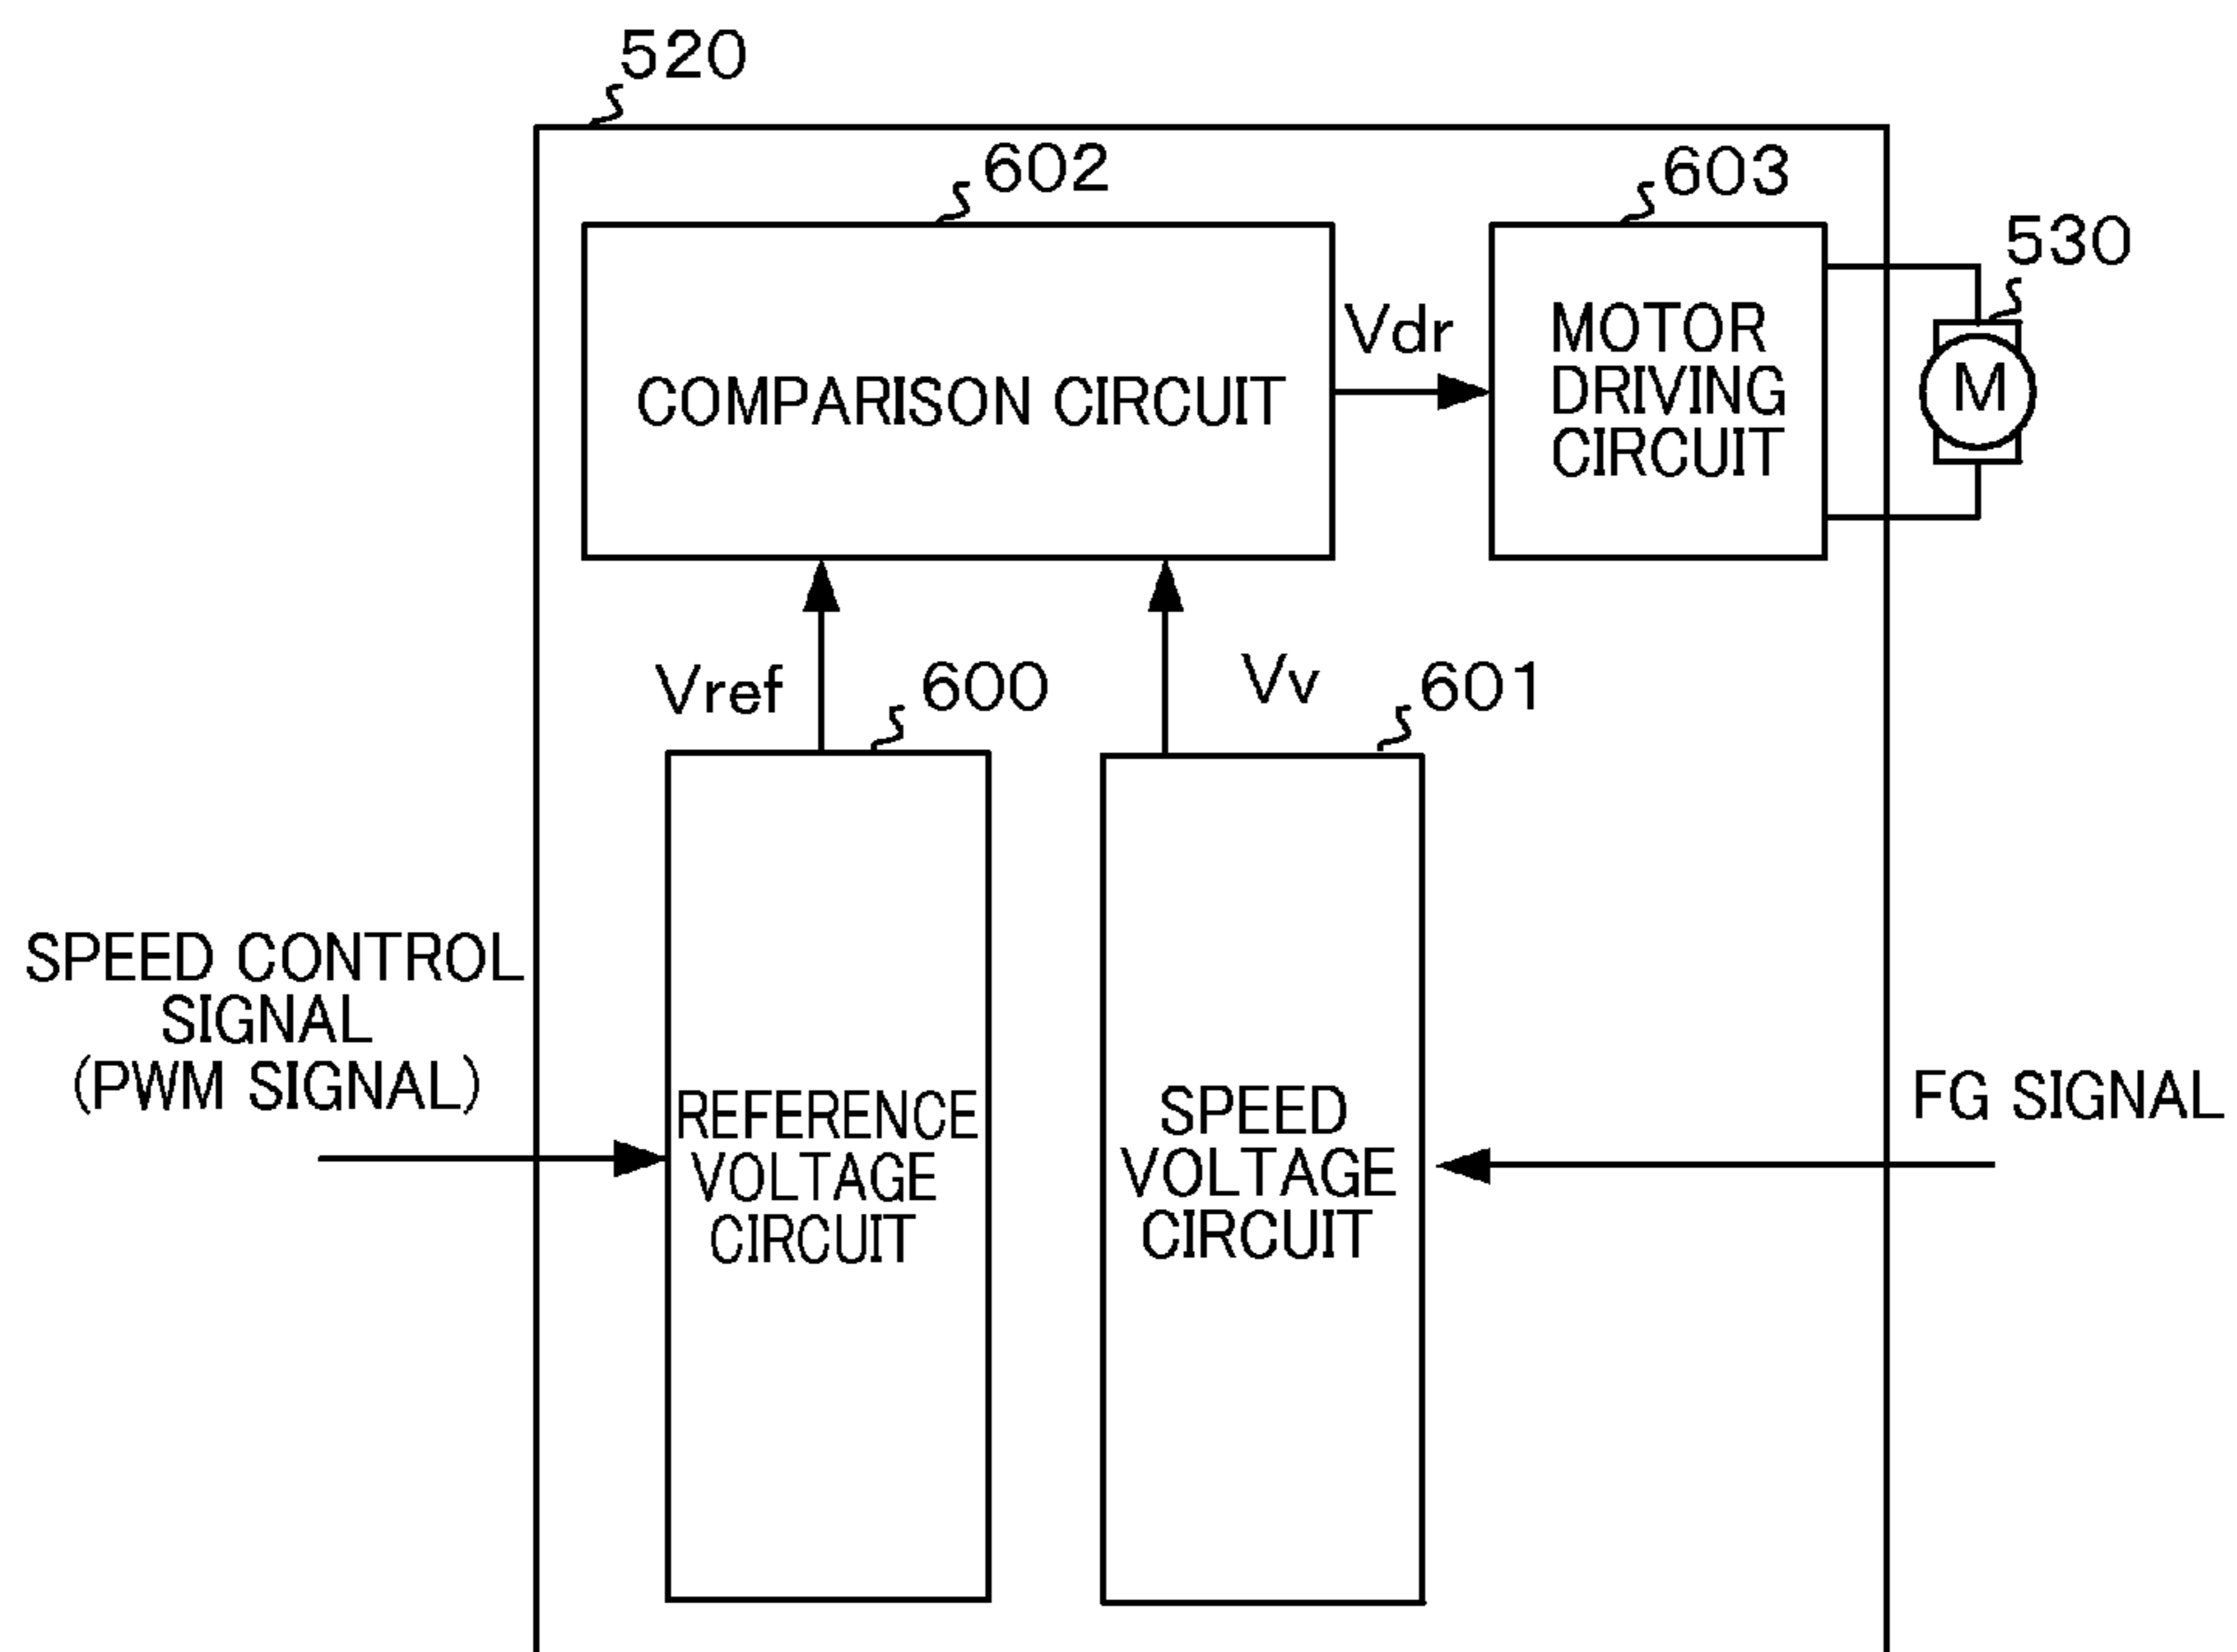 520
602
603
530
Vdr
COMPARISON CIRCUIT
MOTOR
DRIVING
CIRCUIT
M
Vref
600
Vv
601
SPEED CONTROL
SIGNAL
(PWM SIGNAL)
REFERENCE
VOLTAGE
CIRCUIT
SPEED
VOLTAGE
CIRCUIT
FG SIGNAL